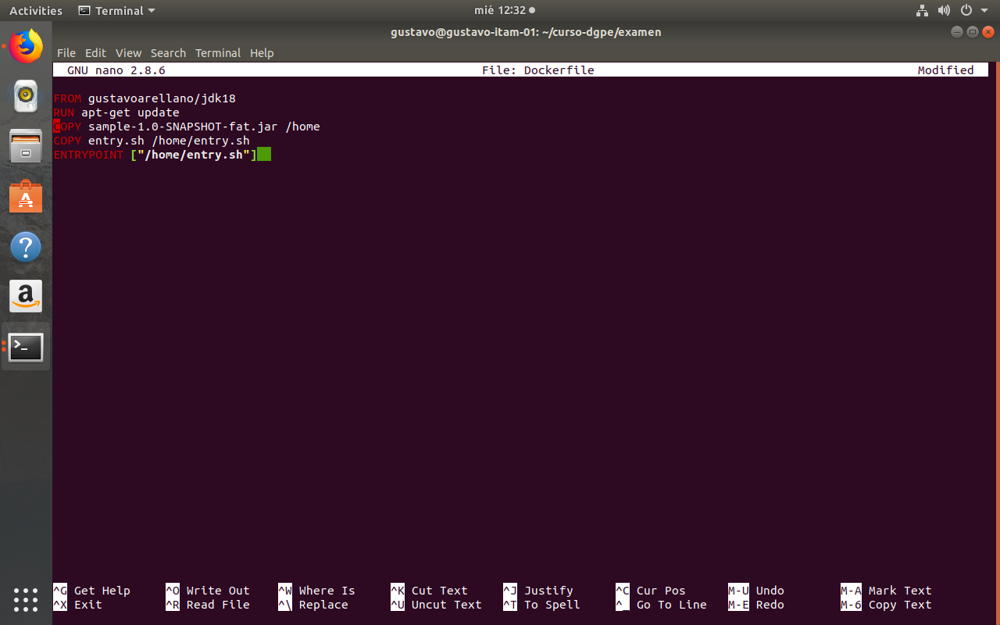 Activities Terminal mié 12:32
gustavo@gustavo-itam-01: ~/curso-dgpe/examen
File Edit View Search Terminal Help
GNU nano 2.8.6 File: Dockerfile Modified
FROM gustavoarellano/jdk18
RUN apt-get update
COPY sample-1.0-SNAPSHOT-fat.jar /home
COPY entry.sh /home/entry.sh
ENTRYPOINT ["/home/entry.sh"]
^G Get Help ^O Write Out ^W Where Is ^K Cut Text ^J Justify ^C Cur Pos M-U Undo M-A Mark Text
^X Exit ^R Read File ^\ Replace ^U Uncut Text ^T To Spell ^_ Go To Line M-E Redo M-6 Copy Text